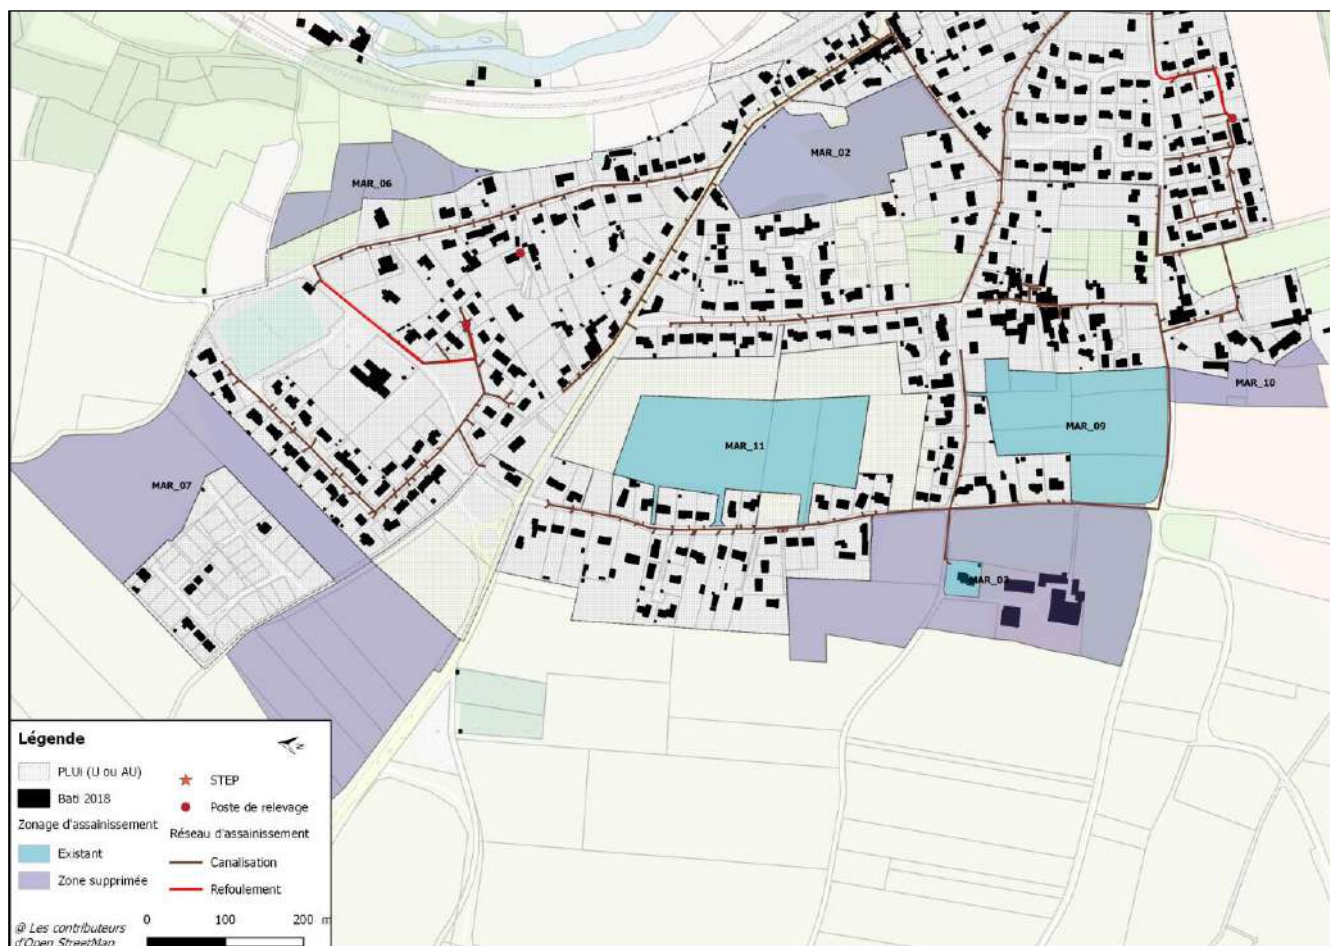 MAR_02
MAR_06
MAR_10
MAR_09
MAR_11
MAR_07
MAR_03
Légende
N
PLUi (U ou AU)
STEP
Bati 2018
Poste de relevage
Zonage d'assainissement
Réseau d'assainissement
Existant
Canalisation
Zone supprimée
Refoulement
0 100 200 m
@ Les contributeurs
d'Open StreetMap